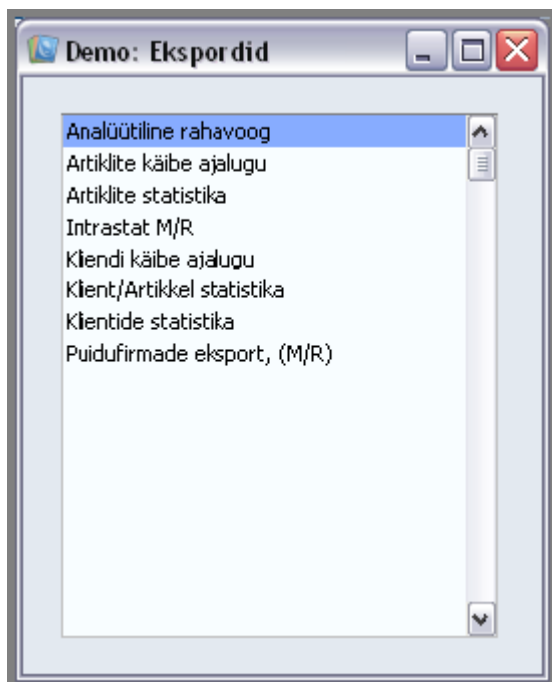 Demo: Ekspordid
Analüütiline rahavoog
Artiklite käibe ajalugu
Artiklite statistika
Intrastat M/R
Kliendi käibe ajalugu
Klient/Artikkel statistika
Klientide statistika
Puidufirmade eksport, (M/R)